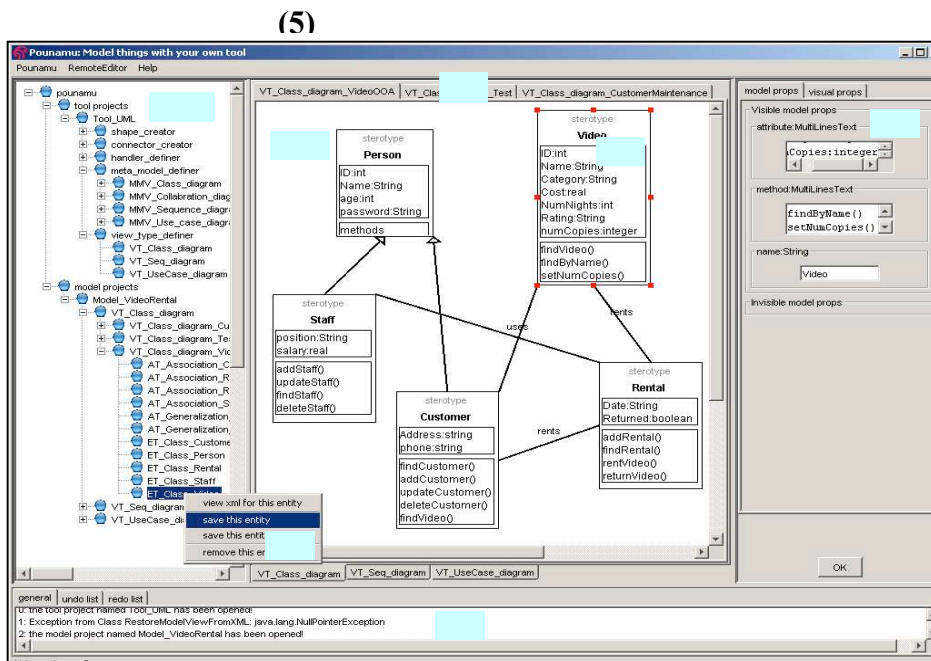 (5)
Pounamu: Model things with your own tool
Pounamu RemoteEditor Help
pounamu
tool projects
Tool_UML
shape_creator
connector_creator
handler_definer
meta_model_definer
MMV_Class_diagram
MMV_Collabration_diag
MMV_Sequence_diagr
MMV_Use_case_diagr
view_type_definer
VT_Class_diagram
VT_Seq_diagram
VT_UseCase_diagram
model projects
Model_VideoRental
VT_Class_diagram
VT_Class_diagram_Cu
VT_Class_diagram_Te
VT_Class_diagram_Vid
AT_Association_C
AT_Association_R
AT_Association_R
AT_Association_S
AT_Generalization_
AT_Generalization_
ET_Class_Custome
ET_Class_Person
ET_Class_Rental
ET_Class_Staff
ET_Class_Video
VT_Seq_diagram
VT_UseCase_di
view xml for this entity
save this entity
save this entit
remove this en
VT_Class_diagram_VideoOOA VT_Clas _Test VT_Class_diagram_CustomerMaintenance
sterotype
Person
ID:int
Name:String
age:int
password:String
methods
sterotype
Video
ID:int
Name:String
Category:String
Cost:real
NumNights:int
Rating:String
numCopies:integer
findVideo()
findByName()
setNumCopies()
sterotype
Staff
position:String
salary:real
addStaff()
updateStaff()
findStaff()
deleteStaff()
uses
rents
sterotype
Customer
Address:string
phone:string
findCustomer()
addCustomer()
updateCustomer()
deleteCustomer()
findVideo()
rents
sterotype
Rental
Date:String
Returned:boolean
addRental()
findRental()
rentVideo()
returnVideo()
VT_Class_diagram VT_Seq_diagram VT_UseCase_diagram
model props visual props
Visible model props
attribute:MultiLinesText
Copies:integer
method:MultiLinesText
findByName()
setNumCopies()
name:String
Video
Invisible model props
OK
general undo list redo list
0: the tool project named Tool_UML has been opened!
1: Exception from Class RestoreModelViewFromXML: java.lang.NullPointerException
2: the model project named Model_VideoRental has been opened!